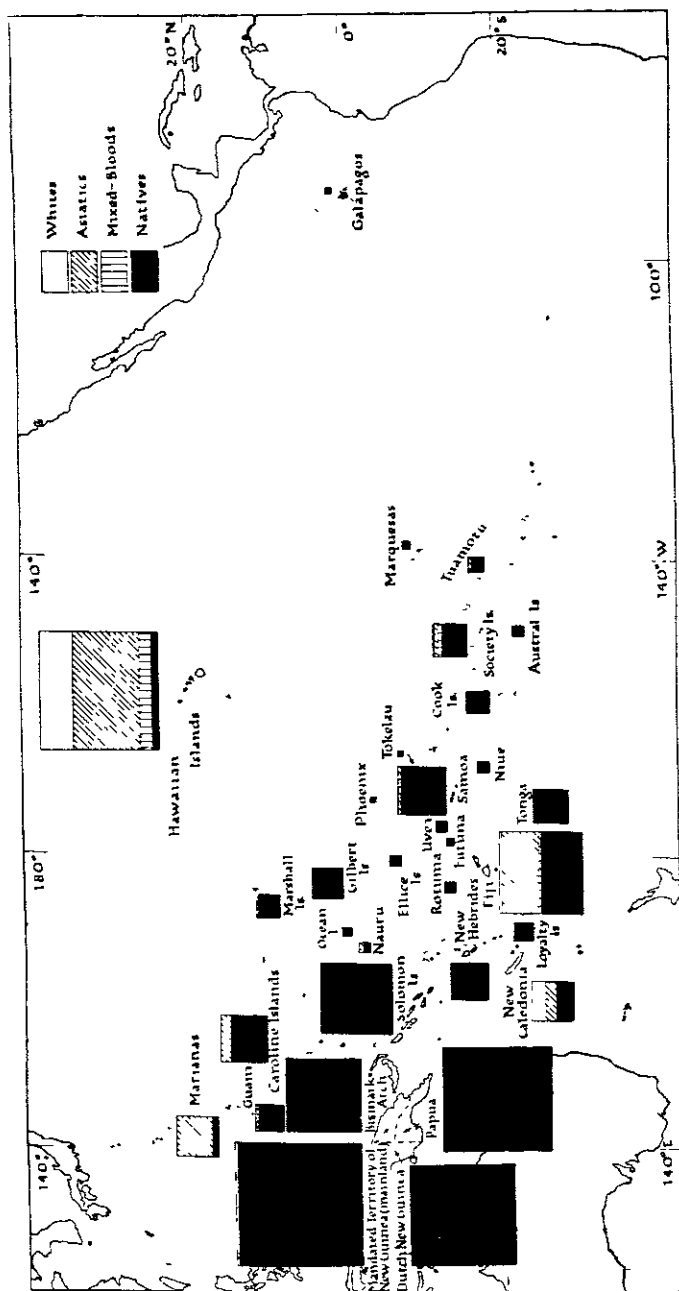 Whites
Asiatics
Mixed-Bloods
Natives
20°N
0°
20°S
140°
180°
140°
100°
140°W
140°E
Hawaiian
Islands
Galápagos
Marquesas
Tuamotu
Society Is.
Austral Is
Cook
Is.
Tokelau
Phoenix
Samoa
Niue
Tonga
Uvea
Futuna
Rotuma
Fiji
Ellice
Is
Gilbert
Is
Marshall
Is.
Ocean
I
Nauru
New
Hebrides
Loyalty
Is
New
Caledonia
Solomon
Is
Caroline Islands
Guam
Marianas
Bismark
Arch
Papua
Mandated Territory of
New Guinea (mainland)
Dutch New Guinea